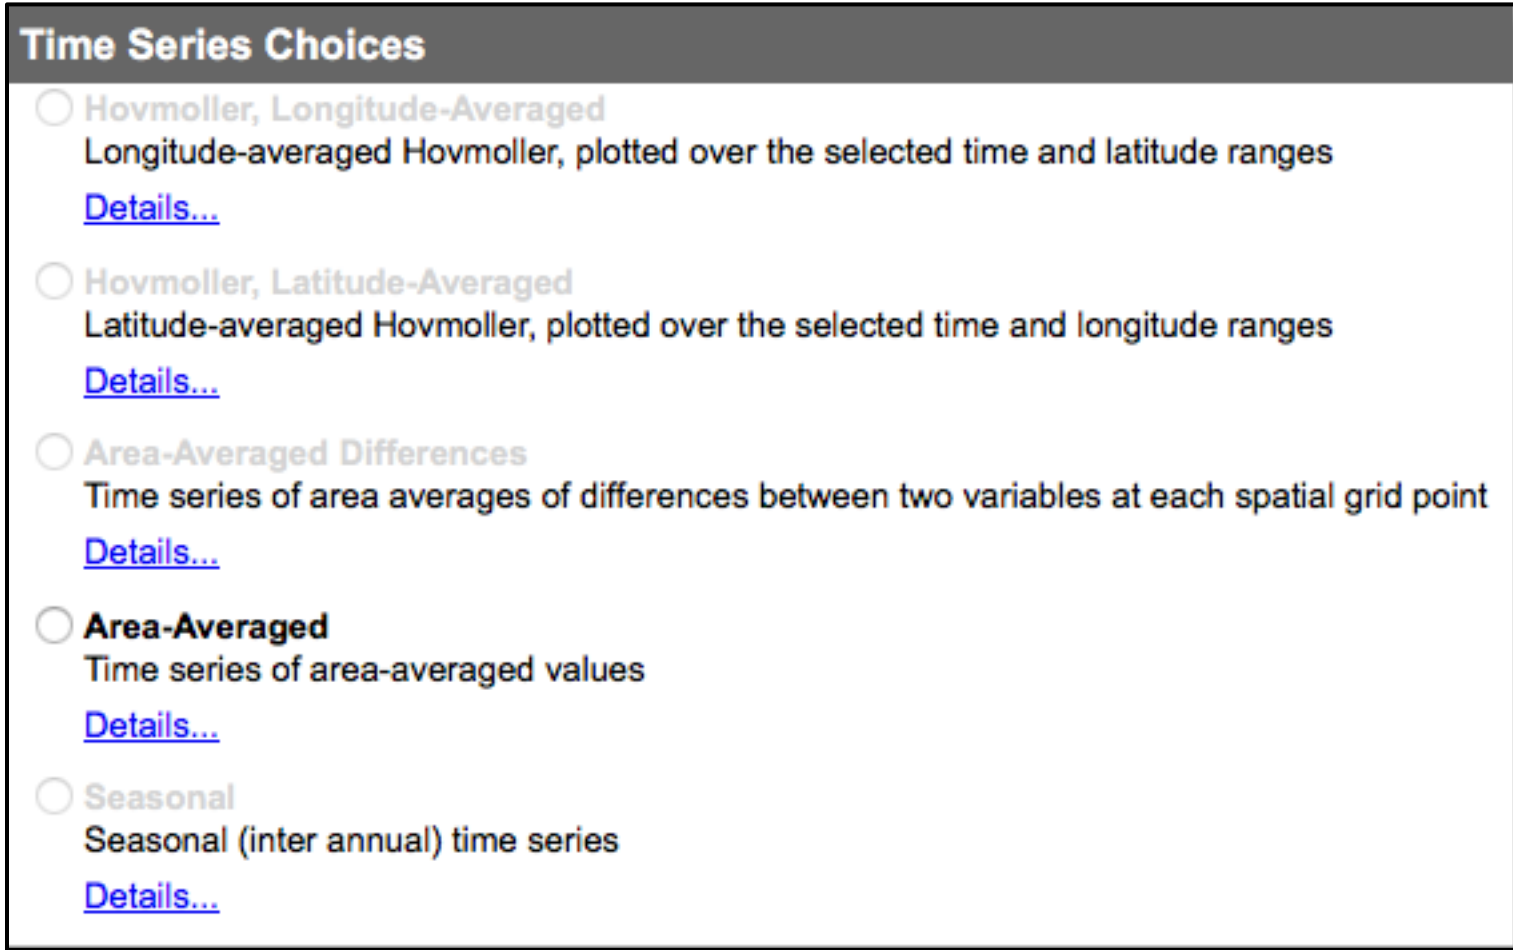 Time Series Choices
Hovmoller, Longitude-Averaged
Longitude-averaged Hovmoller, plotted over the selected time and latitude ranges
Details...
Hovmoller, Latitude-Averaged
Latitude-averaged Hovmoller, plotted over the selected time and longitude ranges
Details...
Area-Averaged Differences
Time series of area averages of differences between two variables at each spatial grid point
Details...
Area-Averaged
Time series of area-averaged values
Details...
Seasonal
Seasonal (inter annual) time series
Details...